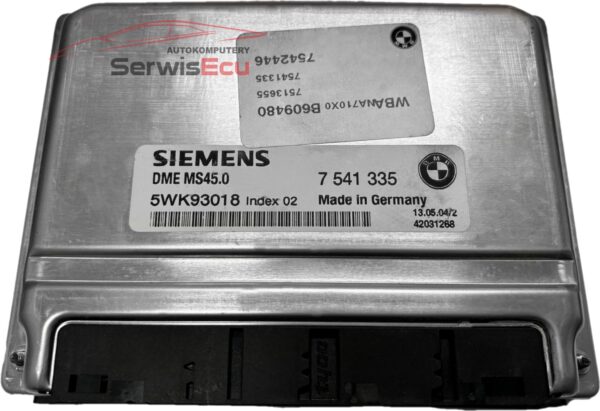 AUTOKOMPUTERY
SerwisEcu
7542446
7541335
7513655
WBANA710X0 B609480
SIEMENS
DME MS45.0
7 541 335
5WK93018 Index 02
Made in Germany
13.05.04/2
42031268